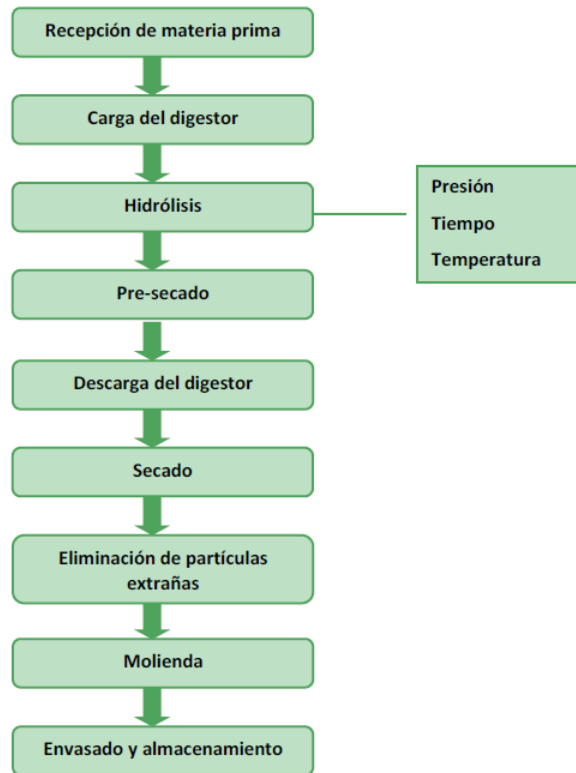 Recepción de materia prima
Carga del digestor
Hidrólisis
Presión
Tiempo
Temperatura
Pre-secado
Descarga del digestor
Secado
Eliminación de partículas
extrañas
Molienda
Envasado y almacenamiento